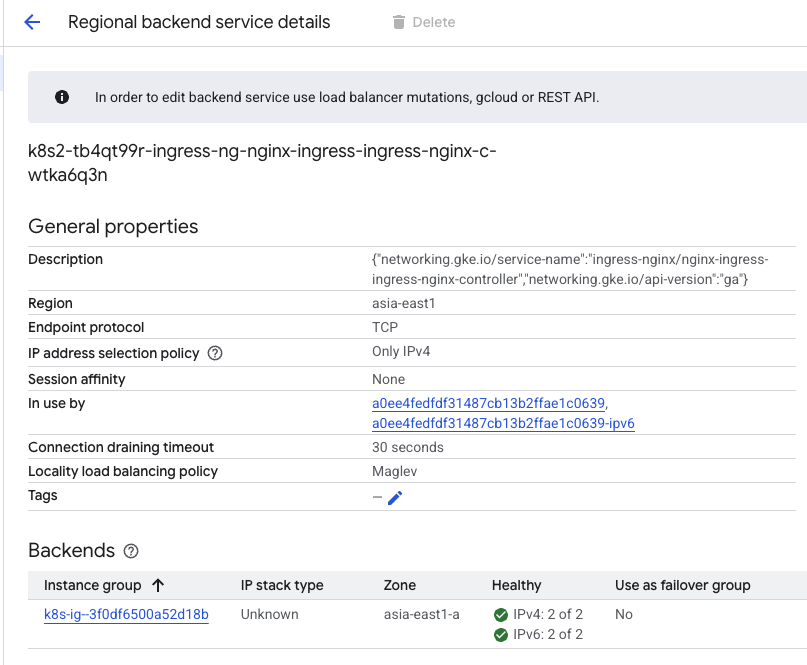 Regional backend service details
Delete
In order to edit backend service use load balancer mutations, gcloud or REST API.
k8s2-tb4qt99r-ingress-ng-nginx-ingress-ingress-nginx-c-
wtka6q3n
General properties
Description
{"networking.gke.io/service-name":"ingress-nginx/nginx-ingress-
ingress-nginx-controller","networking.gke.io/api-version":"ga"}
Region
asia-east1
Endpoint protocol
TCP
IP address selection policy
Only IPv4
Session affinity
None
In use by
a0ee4fedfdf31487cb13b2ffae1c0639,
a0ee4fedfdf31487cb13b2ffae1c0639-ipv6
Connection draining timeout
30 seconds
Locality load balancing policy
Maglev
Tags
—
Backends
Instance group IP stack type Zone Healthy Use as failover group
k8s-ig--3f0df6500a52d18b Unknown asia-east1-a IPv4: 2 of 2 No
IPv6: 2 of 2